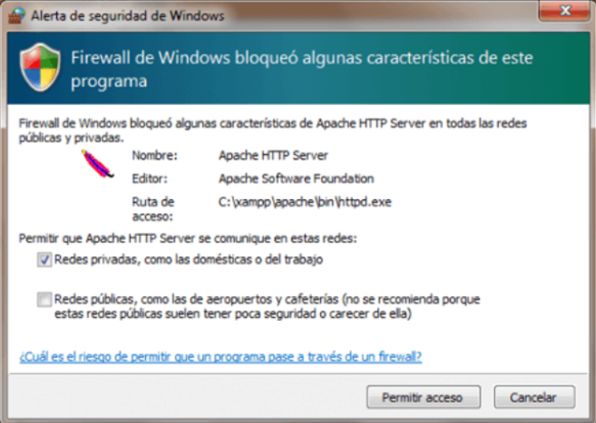 Alerta de seguridad de Windows
Firewall de Windows bloqueó algunas características de este
programa
Firewall de Windows bloqueó algunas características de Apache HTTP Server en todas las redes
públicas y privadas.
Nombre: Apache HTTP Server
Editor: Apache Software Foundation
Ruta de C:\xampp\apache\bin\httpd.exe
acceso:
Permitir que Apache HTTP Server se comunique en estas redes:
Redes privadas, como las domésticas o del trabajo
Redes públicas, como las de aeropuertos y cafeterías (no se recomienda porque
estas redes públicas suelen tener poca seguridad o carecer de ella)
¿Cuál es el riesgo de permitir que un programa pase a través de un firewall?
Permitir acceso Cancelar